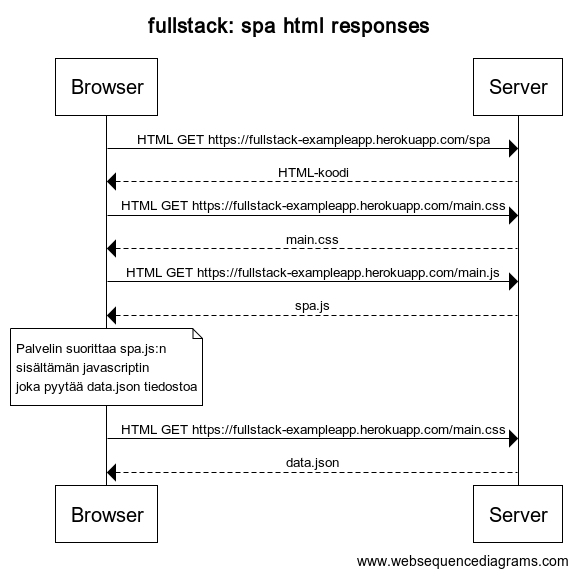 fullstack: spa html responses
Browser
Server
HTML GET https://fullstack-exampleapp.herokuapp.com/spa
HTML-koodi
HTML GET https://fullstack-exampleapp.herokuapp.com/main.css
main.css
HTML GET https://fullstack-exampleapp.herokuapp.com/main.js
spa.js
Palvelin suorittaa spa.js:n
sisältämän javascriptin
joka pyytää data.json tiedostoa
HTML GET https://fullstack-exampleapp.herokuapp.com/main.css
data.json
Browser
Server
www.websequencediagrams.com